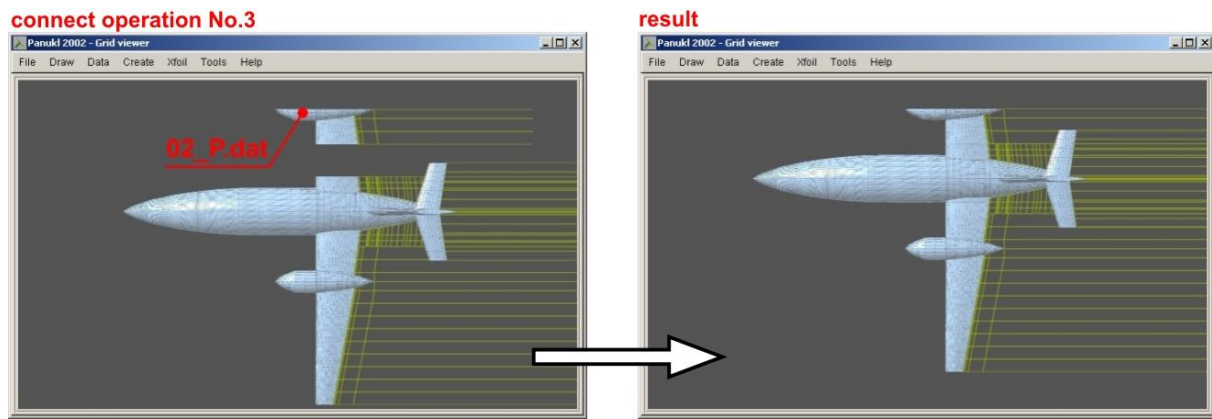 connect operation No.3
Panukl 2002 - Grid viewer
File Draw Data Create Xfoil Tools Help
02_P.dat
result
Panukl 2002 - Grid viewer
File Draw Data Create Xfoil Tools Help